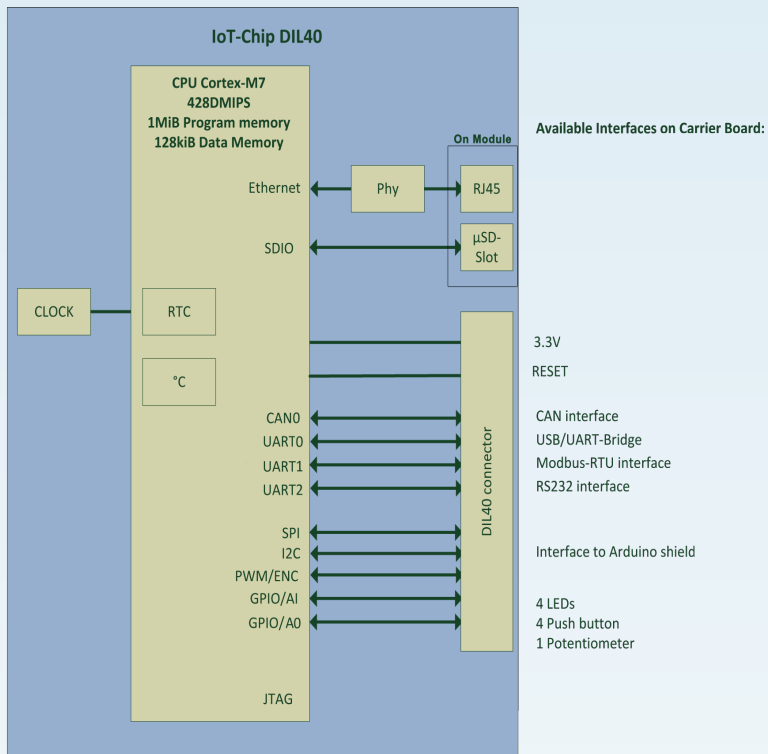 IoT-Chip DIL40
CPU Cortex-M7
428DMIPS
1MiB Program memory
128kiB Data Memory
Available Interfaces on Carrier Board:
On Module
Ethernet
Phy
RJ45
SDIO
µSD-
Slot
CLOCK
RTC
°C
3.3V
RESET
CAN0
CAN interface
UART0
USB/UART-Bridge
UART1
Modbus-RTU interface
UART2
RS232 interface
DIL40 connector
SPI
I2C
Interface to Arduino shield
PWM/ENC
GPIO/AI
4 LEDs
GPIO/A0
4 Push button
1 Potentiometer
JTAG